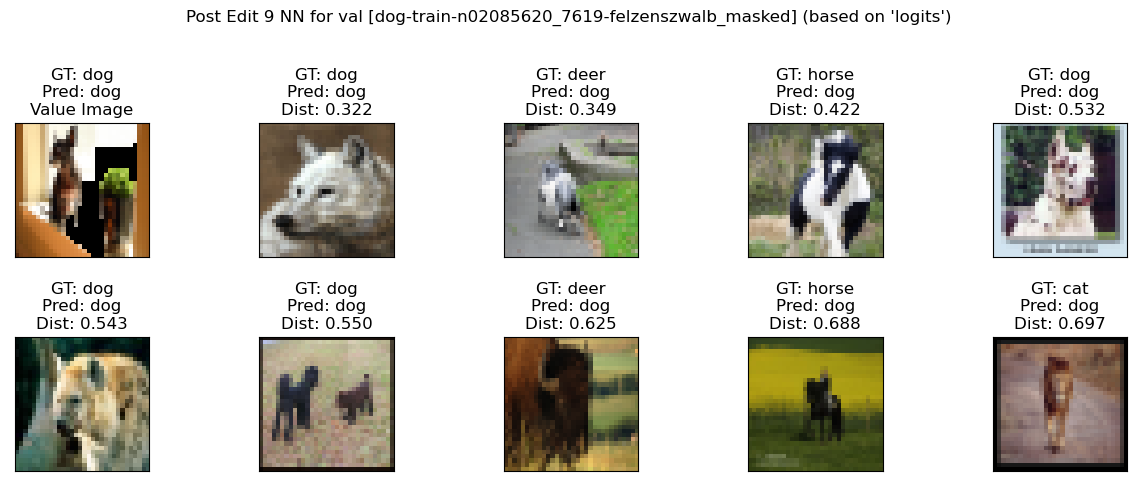 Post Edit 9 NN for val [dog-train-n02085620_7619-felzenszwalb_masked] (based on 'logits')
GT: dog
Pred: dog
Value Image
GT: dog
Pred: dog
Dist: 0.322
GT: deer
Pred: dog
Dist: 0.349
GT: horse
Pred: dog
Dist: 0.422
GT: dog
Pred: dog
Dist: 0.532
GT: dog
Pred: dog
Dist: 0.543
GT: dog
Pred: dog
Dist: 0.550
GT: deer
Pred: dog
Dist: 0.625
GT: horse
Pred: dog
Dist: 0.688
GT: cat
Pred: dog
Dist: 0.697